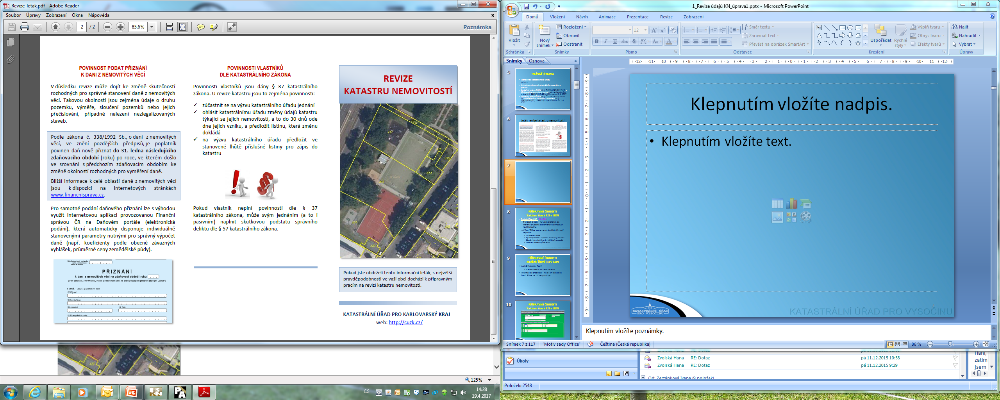 Revize_letak.pdf - Adobe Reader
Soubor Úpravy Zobrazení Okna Nápověda
2 / 2
85,6%
Poznámka
POVINNOST PODAT PŘIZNÁNÍ
K DANI Z NEMOVITÝCH VĚCÍ
V důsledku revize může dojít ke změně skutečností
rozhodných pro správné stanovení daně z nemovitých
věcí. Takovou okolností jsou zejména údaje o druhu
pozemku, výměře, sloučení pozemků nebo jejich
přečíslování, případně nalezení nezlegalizovaných
staveb.
Podle zákona č. 338/1992 Sb., o dani z nemovitých
věcí, ve znění pozdějších předpisů, je poplatník
povinen daň nově přiznat do 31. ledna následujícího
zdaňovacího období (roku) po roce, ve kterém došlo
ve srovnání s předchozím zdaňovacím obdobím ke
změně okolností rozhodných pro vyměření daně.
Bližší informace k celé oblasti daně z nemovitých věcí
jsou k dispozici na internetových stránkách
www.financnisprava.cz.
Pro samotné podání daňového přiznání lze s výhodou
využít internetovou aplikaci provozovanou Finanční
správou ČR na Daňovém portále (elektronická
podání), která automaticky disponuje individuálně
stanovenými parametry nutnými pro správný výpočet
daně (např. koeficienty podle obecně závazných
vyhlášek, průměrné ceny zemědělské půdy).
PŘIZNÁNÍ
k dani z nemovitých věcí na zdaňovací období roku
podle zákona č. 338/1992 Sb., o dani z nemovitých věcí, ve znění pozdějších předpisů (dále jen „zákon“)
I. ODDÍL – údaje o poplatníkovi daně
POVINNOSTI VLASTNÍKŮ
DLE KATASTRÁLNÍHO ZÁKONA
Povinnosti vlastníků jsou dány § 37 katastrálního
zákona. U revize katastru jsou to zejména povinnosti:
✓ zúčastnit se na výzvu katastrálního úřadu jednání
✓ ohlásit katastrálnímu úřadu změny údajů katastru
týkající se jejich nemovitostí, a to do 30 dnů ode
dne jejich vzniku, a předložit listinu, která změnu
dokládá
✓ na výzvu katastrálního úřadu předložit ve
stanovené lhůtě příslušné listiny pro zápis do
katastru
Pokud vlastník neplní povinnosti dle § 37
katastrálního zákona, může svým jednáním (a to i
pasivním) naplnit skutkovou podstatu správního
deliktu dle § 57 katastrálního zákona.
REVIZE
KATASTRU NEMOVITOSTÍ
417
416
414
418
421
420
Pokud jste obdrželi tento informační leták, s největší
pravděpodobností ve vaší obci dochází k přípravným
pracím na revizi katastru nemovitostí.
KATASTRÁLNÍ ÚŘAD PRO KARLOVARSKÝ KRAJ
web: http://cuzk.cz/
420
125%
CS
14:28
19.4.2017
1_Revize údajů KN_úprava1.pptx - Microsoft PowerPoint
Domů Vložení Návrh Animace Prezentace Revize Zobrazení
Vložit
Schránka
Nový
snímek
Rozložení
Obnovit
Odstranit
Snímky
12
Písmo
Směr textu
Zarovnat text
Převést na obrázek SmartArt
Odstavec
Uspořádat
Rychlé
styly
Výplň tvaru
Obrys tvaru
Efekty tvarů
Kreslení
Najít
Nahradit
Vybrat
Úpravy
Snímky Osnova
5
PRÁVNÍ ÚPRAVA
6
Leták revize katastru nemovitostí
7
8
PŘÍPRAVNÉ ČINNOSTI
Založení řízení RO v ISKN
9
PŘÍPRAVNÉ ČINNOSTI
Založení řízení RO v ISKN
10
PŘÍPRAVNÉ ČINNOSTI
Založení řízení RO v ISKN
Klepnutím vložíte nadpis.
• Klepnutím vložíte text.
KATASTRÁLNÍ ÚŘAD
PRO VYSOČINU
KATASTRÁLNÍ ÚŘAD PRO VYSOČINU
Klepnutím vložíte poznámky.
Snímek 7 z 117 "Motiv sady Office" Čeština (Česká republika)
86 %
Úkoly
Zvolská Hana RE: Dotaz pá 11.12.2015 10:58
Zvolská Hana RE: Dotaz pá 11.12.2015 9:29
Od: Zerzánková Ivana (9 položek)
Hani,
zatím
jsem
Položek: 2548